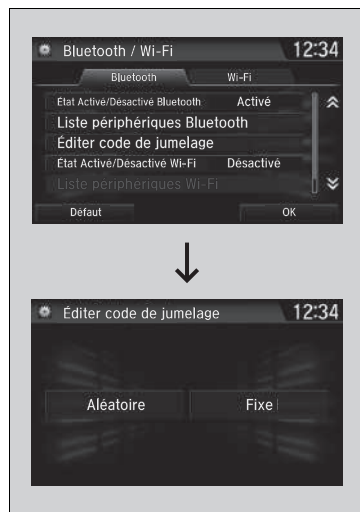 Bluetooth / Wi-Fi 12:34
Bluetooth Wi-Fi
État Activé/Désactivé Bluetooth Activé
Liste périphériques Bluetooth
Éditer code de jumelage
État Activé/Désactivé Wi-Fi Désactivé
Liste périphériques Wi-Fi
Défaut OK
Éditer code de jumelage 12:34
Aléatoire Fixe